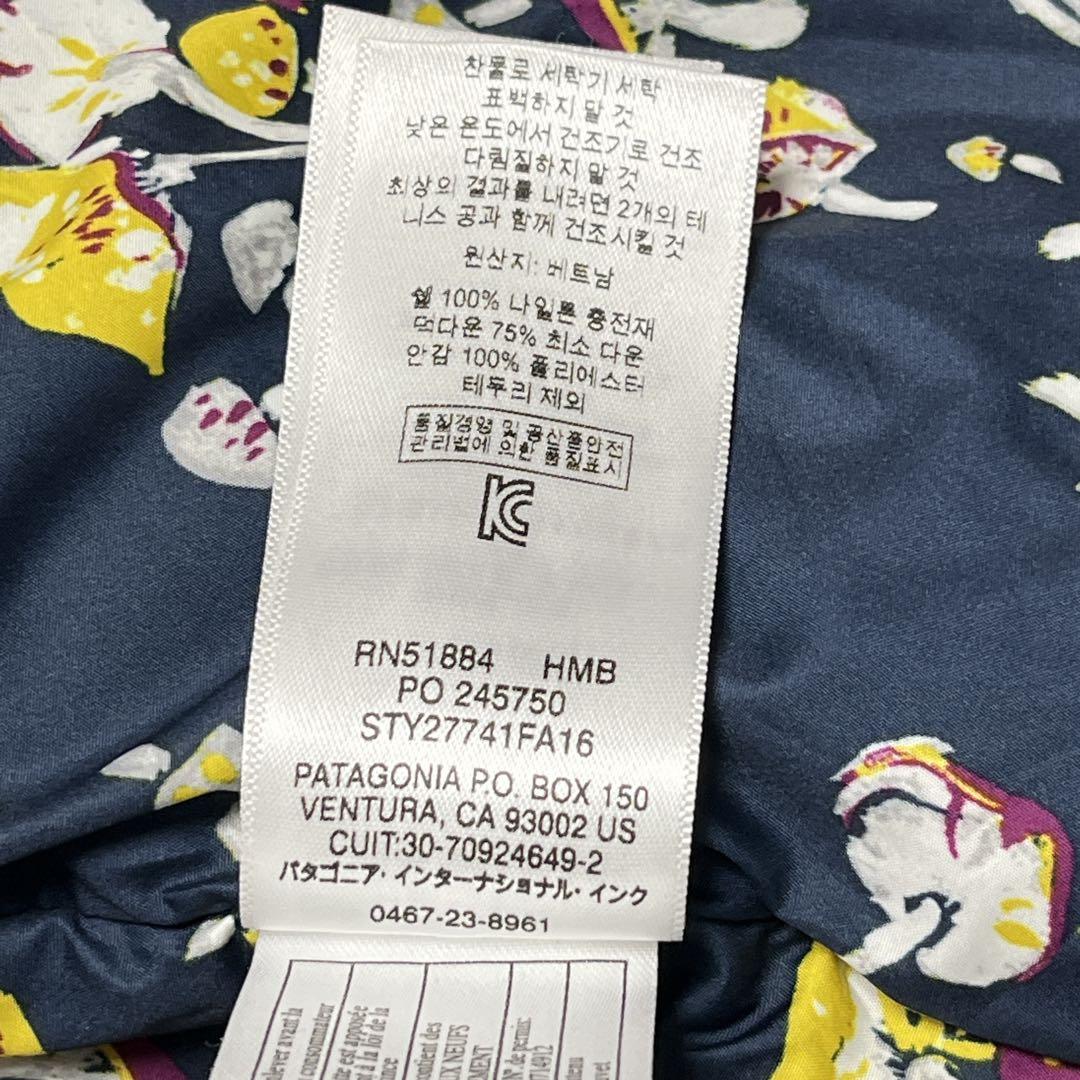 찬물로 세탁기 세탁
표백하지 말 것
낮은 온도에서 건조기로 건조
다림질하지 말 것
최상의 결과를 내려면 2개의 테
니스 공과 함께 건조시킬 것
원산지: 베트남
쉘 100% 나일론 충전재
덕다운 75% 최소 다운
안감 100% 폴리에스터
테두리 제외
품질경영 및 공산품안전
관리법에 의한 품질표시
KC
RN51884 HMB
PO 245750
STY27741FA16
PATAGONIA P.O. BOX 150
VENTURA, CA 93002 US
CUIT:30-70924649-2
パタゴニア・インターナショナル・インク
0467-23-8961